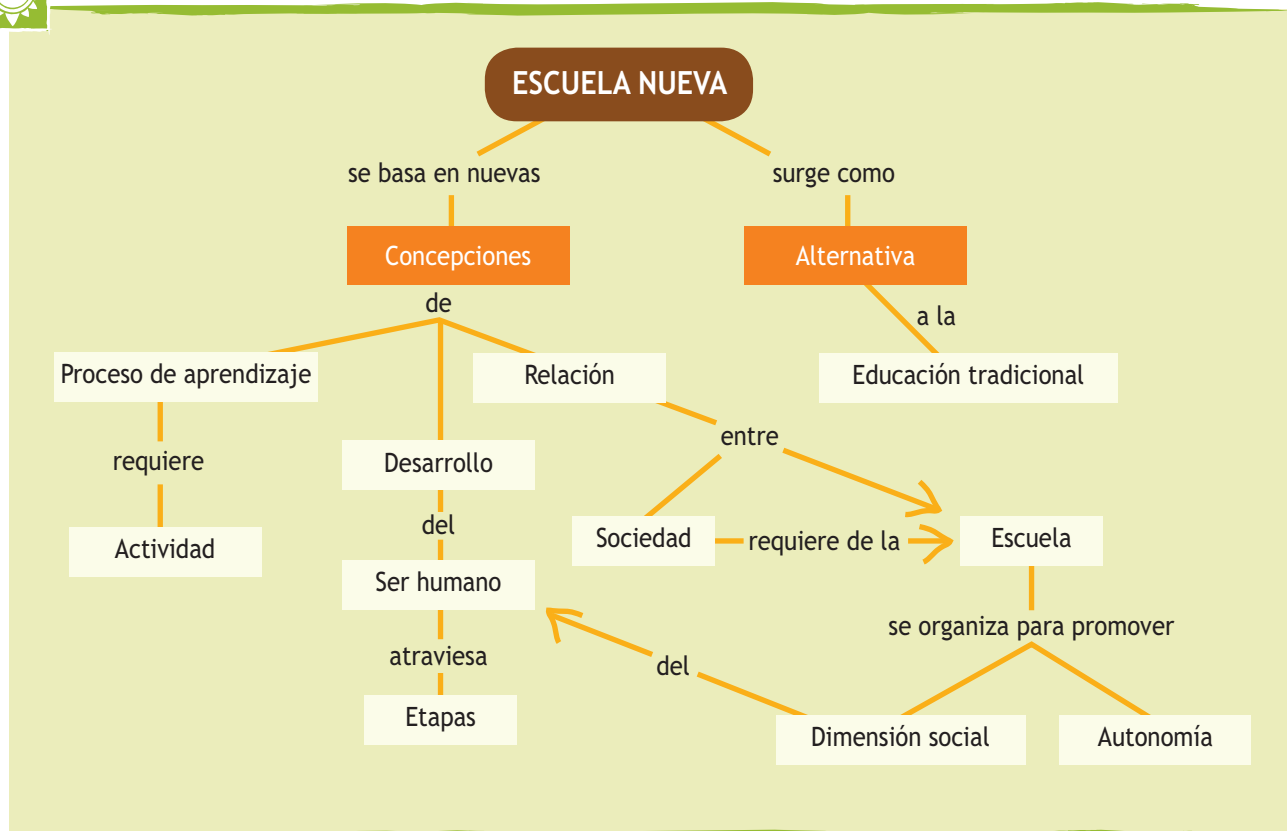 ESCUELA NUEVA
se basa en nuevas
surge como
Concepciones
Alternativa
de
a la
Proceso de aprendizaje
Relación
Educación tradicional
entre
requiere
Desarrollo
del
Sociedad
requiere de la
Escuela
Actividad
Ser humano
se organiza para promover
atraviesa
del
Etapas
Dimensión social
Autonomía